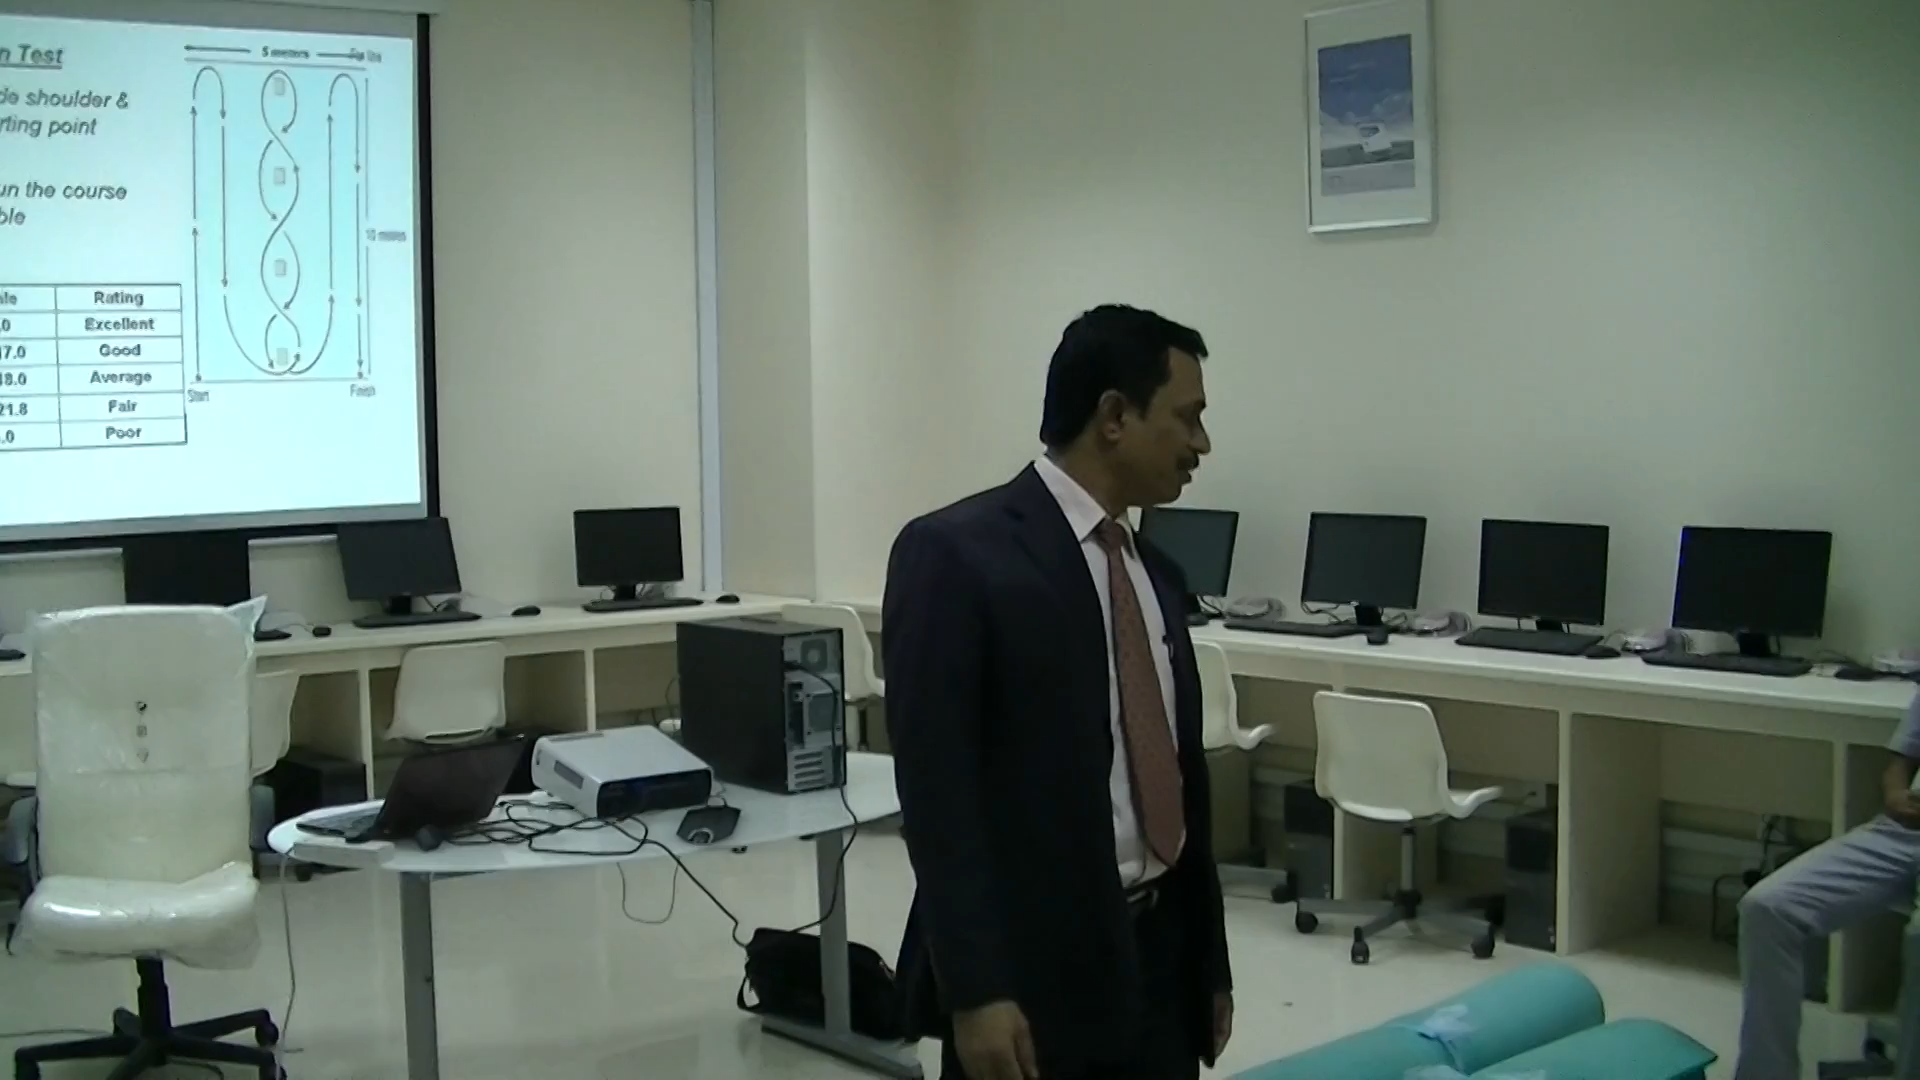 n Test
de shoulder &
rting point
un the course
ble
ale Rating
.0 Excellent
17.0 Good
18.0 Average
21.8 Fair
.0 Poor
5 meters
10 meters
Start
Finish